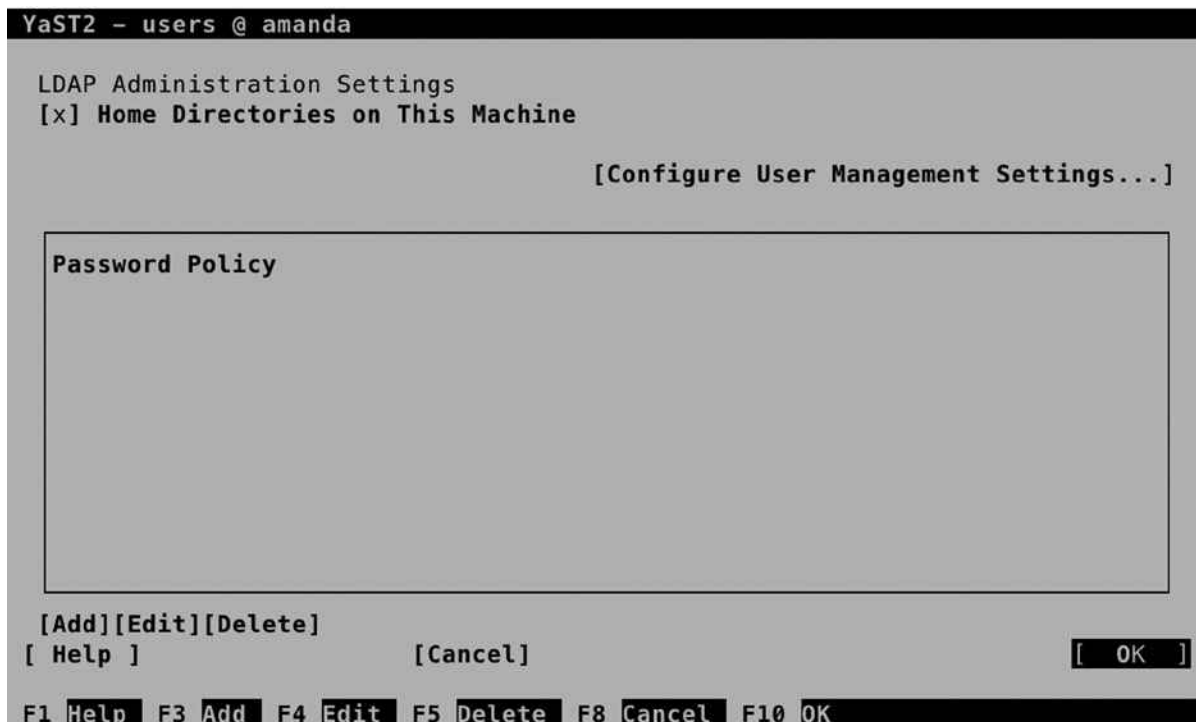 YaST2 – users @ amanda
LDAP Administration Settings
[x] Home Directories on This Machine
[Configure User Management Settings...]
Password Policy
[Add][Edit][Delete]
[ Help ] [Cancel] [ OK ]
F1 Help F3 Add F4 Edit F5 Delete F8 Cancel F10 OK